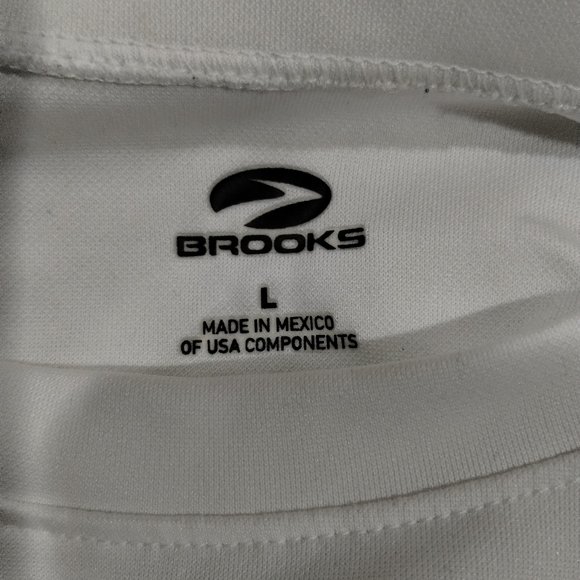 BROOKS
L
MADE IN MEXICO
OF USA COMPONENTS